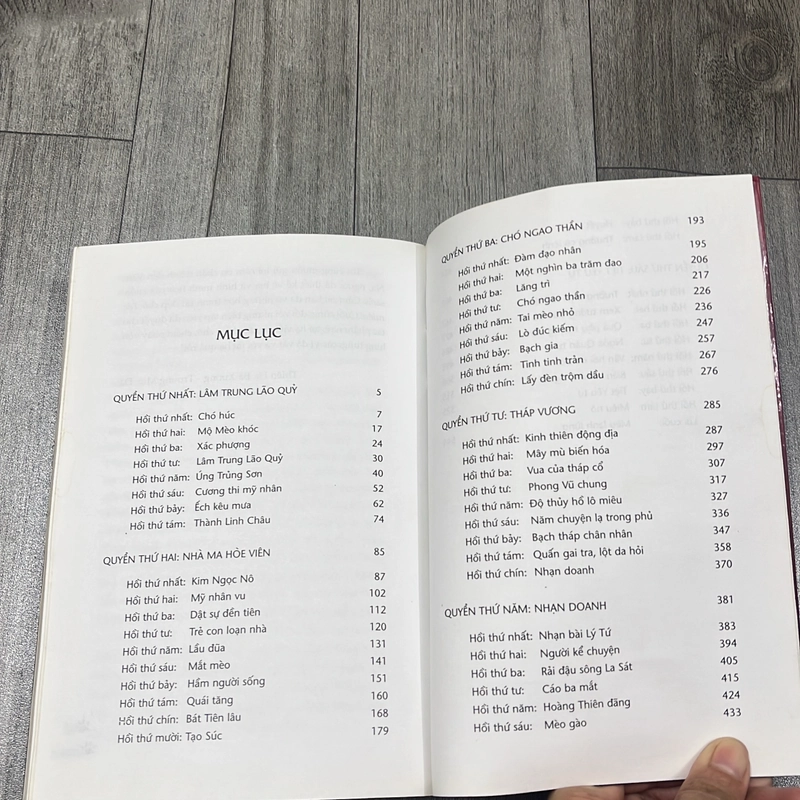 MỤC LỤC
QUYỂN THỨ NHẤT: LÂM TRUNG LÃO QUỶ 5
Hồi thứ nhất: Chó húc 7
Hồi thứ hai: Mộ Mèo khóc 17
Hồi thứ ba: Xác phượng 24
Hồi thứ tư: Lâm Trung Lão Quỷ 30
Hồi thứ năm: Úng Trủng Sơn 40
Hồi thứ sáu: Cương thi mỹ nhân 52
Hồi thứ bảy: Ếch kêu mưa 62
Hồi thứ tám: Thành Linh Châu 74
QUYỂN THỨ HAI: NHÀ MA HÒE VIÊN 85
Hồi thứ nhất: Kim Ngọc Nô 87
Hồi thứ hai: Mỹ nhân vu 102
Hồi thứ ba: Dật sự đền tiên 112
Hồi thứ tư: Trẻ con loạn nhà 120
Hồi thứ năm: Lẩu đũa 131
Hồi thứ sáu: Mắt mèo 141
Hồi thứ bảy: Hầm người sống 151
Hồi thứ tám: Quái tăng 160
Hồi thứ chín: Bát Tiên lâu 168
Hồi thứ mười: Tạo Súc 179
QUYỂN THỨ BA: CHÓ NGAO THẦN 193
Hồi thứ nhất: Đàm đạo nhân 195
Hồi thứ hai: Một nghìn ba trăm đao 206
Hồi thứ ba: Lăng trì 217
Hồi thứ tư: Chó ngao thần 226
Hồi thứ năm: Tai mèo nhỏ 236
Hồi thứ sáu: Lò đúc kiếm 247
Hồi thứ bảy: Bạch gia 257
Hồi thứ tám: Tinh tinh trản 267
Hồi thứ chín: Lấy đèn trộm dầu 276
QUYỂN THỨ TƯ: THÁP VƯƠNG 285
Hồi thứ nhất: Kinh thiên động địa 287
Hồi thứ hai: Mây mù biến hóa 297
Hồi thứ ba: Vua của tháp cổ 307
Hồi thứ tư: Phong Vũ chung 317
Hồi thứ năm: Độ thủy hồ lô miêu 327
Hồi thứ sáu: Năm chuyện lạ trong phủ 336
Hồi thứ bảy: Bạch tháp chân nhân 347
Hồi thứ tám: Quấn gai tra, lột da hỏi 358
Hồi thứ chín: Nhạn doanh 370
QUYỂN THỨ NĂM: NHẠN DOANH 381
Hồi thứ nhất: Nhạn bài Lý Tứ 383
Hồi thứ hai: Người kể chuyện 394
Hồi thứ ba: Rải đậu sông La Sát 405
Hồi thứ tư: Cáo ba mắt 415
Hồi thứ năm: Hoàng Thiên đãng 424
Hồi thứ sáu: Mèo gào 433